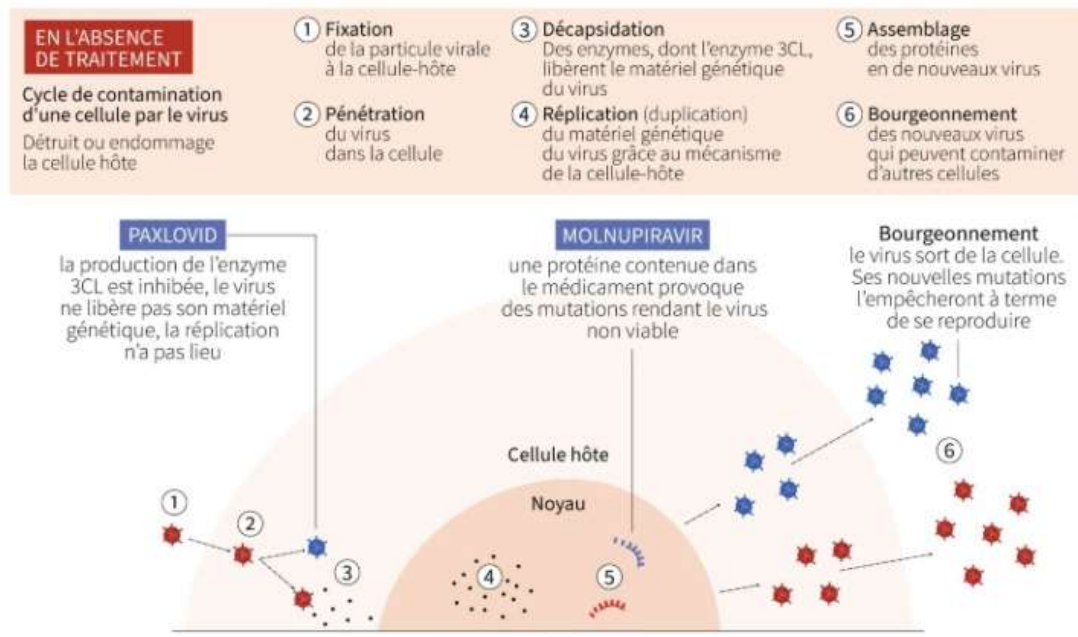 EN L'ABSENCE
DE TRAITEMENT
Cycle de contamination
d'une cellule par le virus
Détruit ou endommage
la cellule hôte
1 Fixation
de la particule virale
à la cellule-hôte
2 Pénétration
du virus
dans la cellule
3 Décapsidation
Des enzymes, dont l'enzyme 3CL,
libèrent le matériel génétique
du virus
4 Réplication (duplication)
du matériel génétique
du virus grâce au mécanisme
de la cellule-hôte
5 Assemblage
des protéines
en de nouveaux virus
6 Bourgeonnement
des nouveaux virus
qui peuvent contaminer
d'autres cellules
PAXLOVID
la production de l'enzyme
3CL est inhibée, le virus
ne libère pas son matériel
génétique, la réplication
n'a pas lieu
MOLNUPIRAVIR
une protéine contenue dans
le médicament provoque
des mutations rendant le virus
non viable
Bourgeonnement
le virus sort de la cellule.
Ses nouvelles mutations
l'empêcheront à terme
de se reproduire
Cellule hôte
Noyau
1
2
3
4
5
6